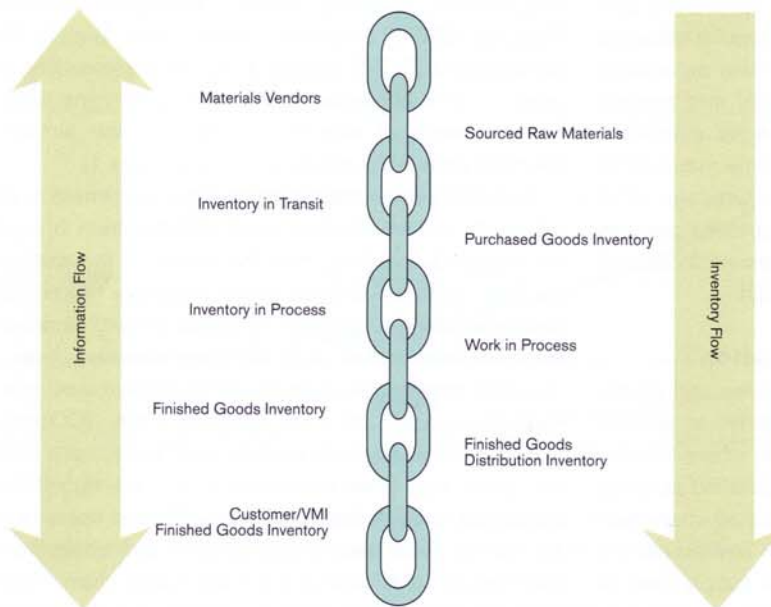 Materials Vendors
Sourced Raw Materials
Inventory in Transit
Purchased Goods Inventory
Information Flow
Inventory Flow
Inventory in Process
Work in Process
Finished Goods Inventory
Finished Goods
Distribution Inventory
Customer/VMI
Finished Goods Inventory